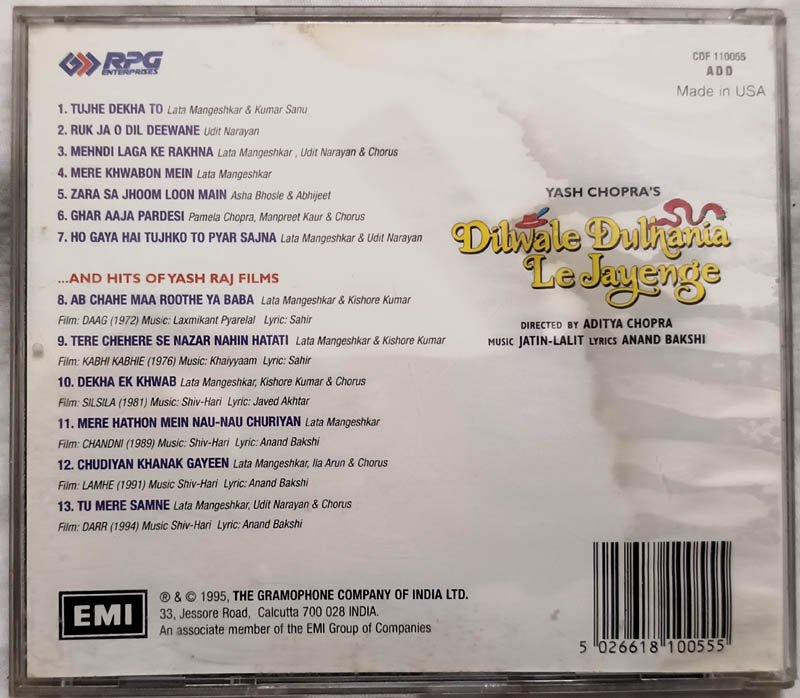 RPG
ENTERPRISES
CDF 110055
ADD
Made in USA
1. TUJHE DEKHA TO Lata Mangeshkar & Kumar Sanu
2. RUK JA O DIL DEEWANE Udit Narayan
3. MEHNDI LAGA KE RAKHNA Lata Mangeshkar , Udit Narayan & Chorus
4. MERE KHWABON MEIN Lata Mangeshkar
5. ZARA SA JHOOM LOON MAIN Asha Bhosle & Abhijeet
6. GHAR AAJA PARDESI Pamela Chopra, Manpreet Kaur & Chorus
7. HO GAYA HAI TUJHKO TO PYAR SAJNA Lata Mangeshkar & Udit Narayan
...AND HITS OF YASH RAJ FILMS
8. AB CHAHE MAA ROOTHE YA BABA Lata Mangeshkar & Kishore Kumar
Film: DAAG (1972) Music: Laxmikant Pyarelal Lyric: Sahir
9. TERE CHEHERE SE NAZAR NAHIN HATATI Lata Mangeshkar & Kishore Kumar
Film: KABHI KABHIE (1976) Music: Khaiyyaam Lyric: Sahir
10. DEKHA EK KHWAB Lata Mangeshkar, Kishore Kumar & Chorus
Film: SILSILA (1981) Music: Shiv-Hari Lyric: Javed Akhtar
11. MERE HATHON MEIN NAU-NAU CHURIYAN Lata Mangeshkar
Film: CHANDNI (1989) Music: Shiv-Hari Lyric: Anand Bakshi
12. CHUDIYAN KHANAK GAYEEN Lata Mangeshkar, Ila Arun & Chorus
Film: LAMHE (1991) Music Shiv-Hari Lyric: Anand Bakshi
13. TU MERE SAMNE Lata Mangeshkar, Udit Narayan & Chorus
Film: DARR (1994) Music Shiv-Hari Lyric: Anand Bakshi
YASH CHOPRA'S
Dilwale Dulhania
Le Jayenge
DIRECTED BY ADITYA CHOPRA
MUSIC JATIN-LALIT LYRICS ANAND BAKSHI
EMI
℗ & © 1995, THE GRAMOPHONE COMPANY OF INDIA LTD.
33, Jessore Road, Calcutta 700 028 INDIA.
An associate member of the EMI Group of Companies
5 026618 100555